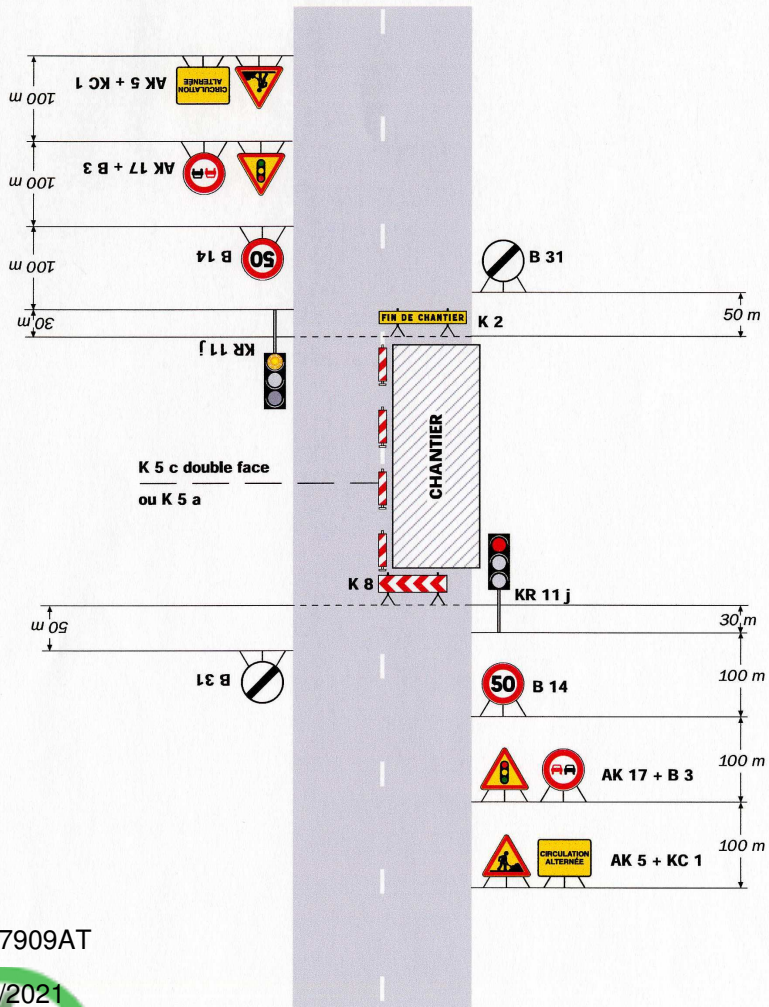 AK 5 + KC 1
CIRCULATION
ALTERNÉE
100 m
AK 17 + B 3
100 m
B 14
50
100 m
30 m
KR 11 j
B 31
50 m
FIN DE CHANTIER
K 2
CHANTIER
K 5 c double face
ou K 5 a
K 8
KR 11 j
30 m
50 m
B 31
50
B 14
100 m
AK 17 + B 3
100 m
CIRCULATION
ALTERNÉE
AK 5 + KC 1
100 m
7909AT
/2021